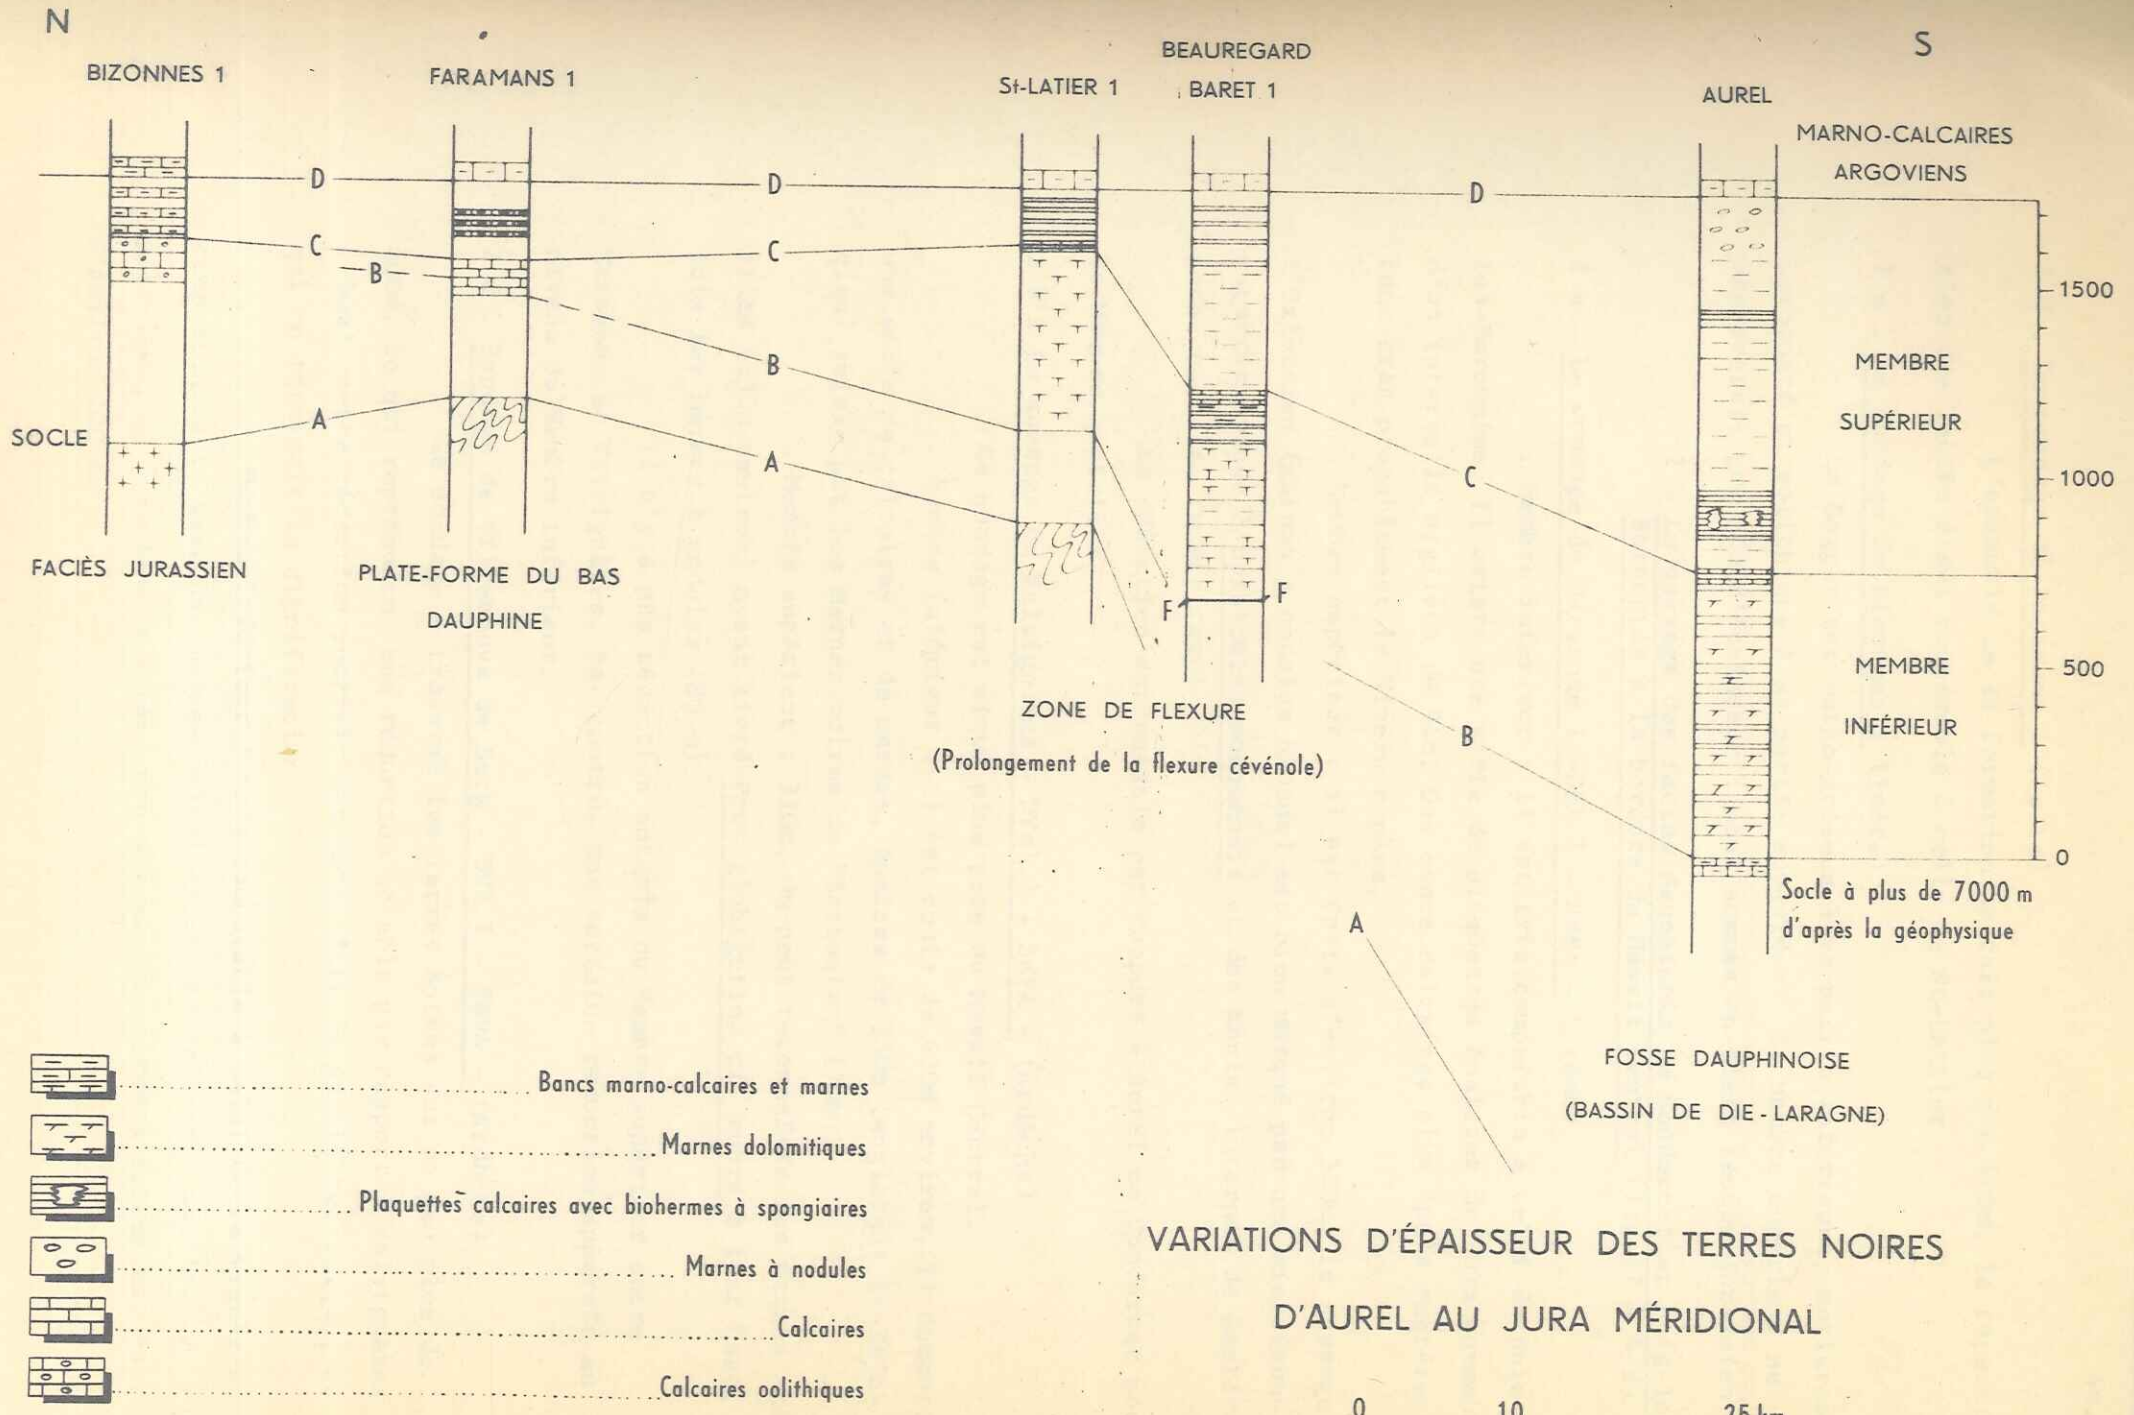 N
S
BIZONNES 1
FARAMANS 1
St-LATIER 1
BEAUREGARD
BARET 1
AUREL
MARNO-CALCAIRES
ARGOVIENS
D
D
D
C
C
B
1500
MEMBRE
SUPÉRIEUR
B
A
SOCLE
A
C
1000
FACIÈS JURASSIEN
PLATE-FORME DU BAS
DAUPHINE
F
F
MEMBRE
INFÉRIEUR
500
ZONE DE FLEXURE
(Prolongement de la flexure cévénole)
B
0
Socle à plus de 7000 m
d'après la géophysique
A
FOSSE DAUPHINOISE
(BASSIN DE DIE-LARAGNE)
Bancs marno-calcaires et marnes
Marnes dolomitiques
Plaquettes calcaires avec biohermes à spongiaires
Marnes à nodules
Calcaires
Calcaires oolithiques
VARIATIONS D'ÉPAISSEUR DES TERRES NOIRES
D'AUREL AU JURA MÉRIDIONAL
0 10 25 km